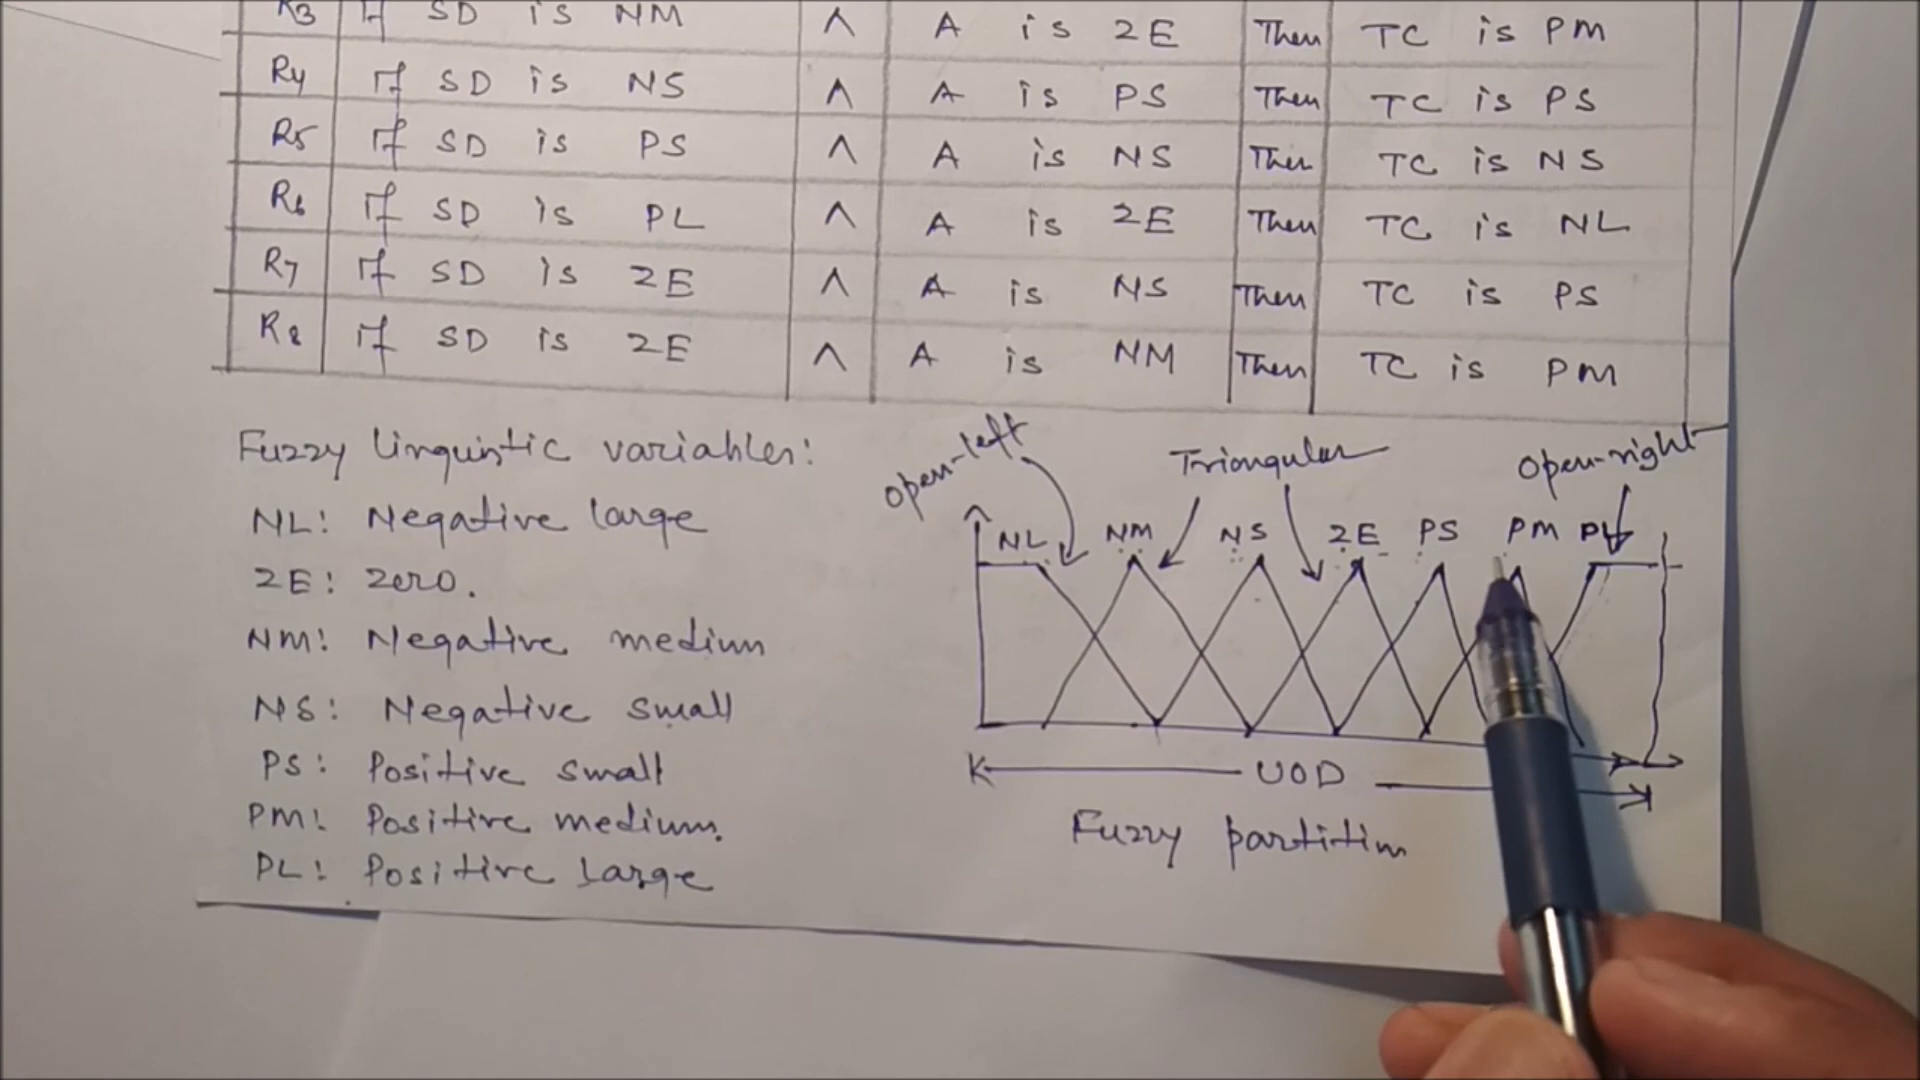 R3 If SD is NM ∧ A is ZE Then TC is PM
R4 If SD is NS ∧ A is PS Then TC is PS
R5 If SD is PS ∧ A is NS Then TC is NS
R6 If SD is PL ∧ A is ZE Then TC is NL
R7 If SD is ZE ∧ A is NS Then TC is PS
R8 If SD is ZE ∧ A is NM Then TC is PM
Fuzzy linguistic variables:
NL: Negative large
ZE: Zero.
NM: Negative medium
NS: Negative small
PS: Positive small
PM: Positive medium.
PL: Positive large
Open-left
Triangular
Open-right
NL NM NS ZE PS PM PL
UOD
Fuzzy partition